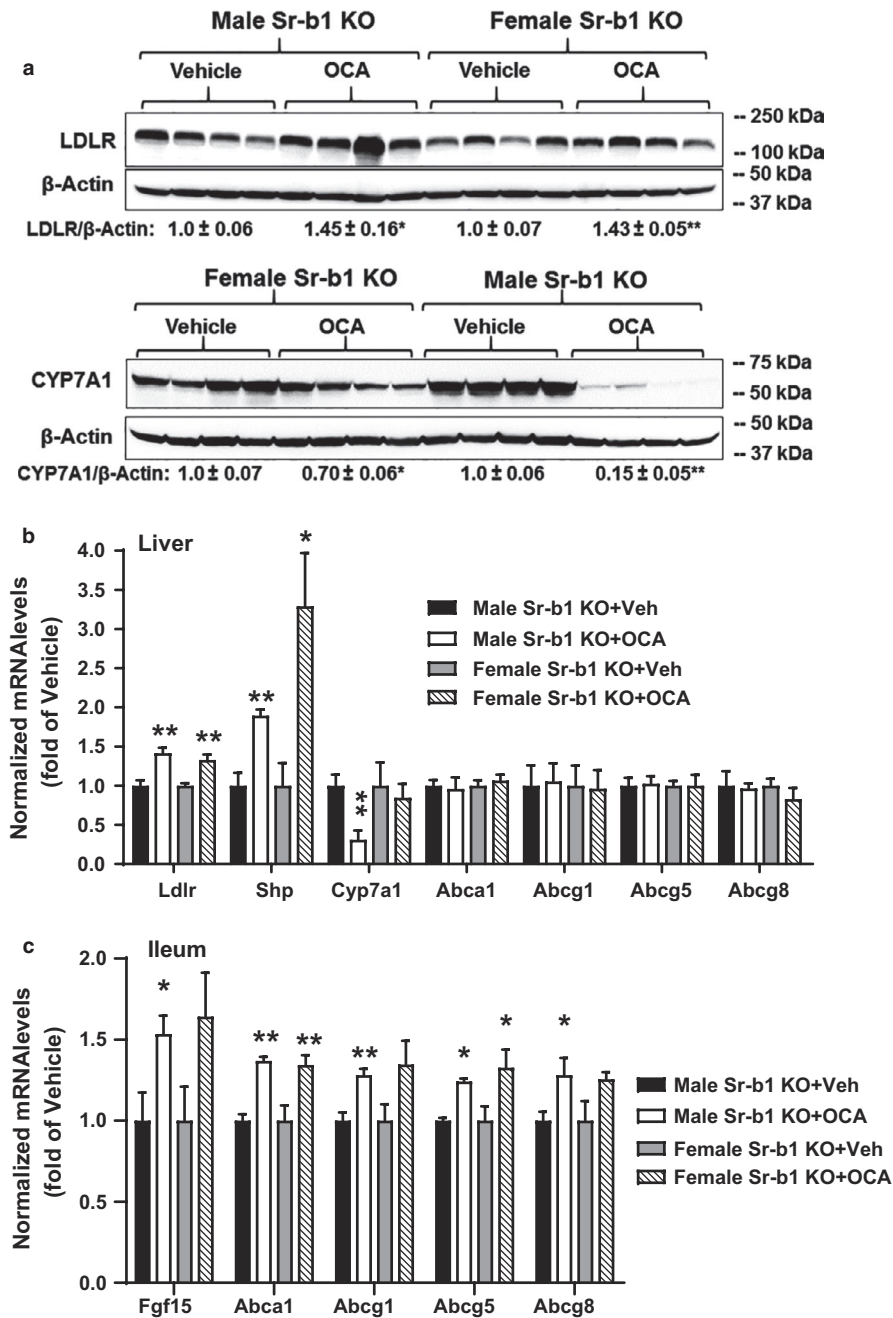 Male Sr-b1 KO Female Sr-b1 KO
a
Vehicle OCA Vehicle OCA
LDLR
-- 250 kDa
-- 100 kDa
β-Actin
-- 50 kDa
-- 37 kDa
LDLR/β-Actin: 1.0 ± 0.06 1.45 ± 0.16* 1.0 ± 0.07 1.43 ± 0.05**
Female Sr-b1 KO Male Sr-b1 KO
Vehicle OCA Vehicle OCA
CYP7A1
-- 75 kDa
-- 50 kDa
β-Actin
-- 50 kDa
-- 37 kDa
CYP7A1/β-Actin: 1.0 ± 0.07 0.70 ± 0.06* 1.0 ± 0.06 0.15 ± 0.05**
b
Liver
Normalized mRNAlevels
(fold of Vehicle)
4.0
3.5
3.0
2.5
2.0
1.5
1.0
0.5
0.0
** ** ** * **
Male Sr-b1 KO+Veh
Male Sr-b1 KO+OCA
Female Sr-b1 KO+Veh
Female Sr-b1 KO+OCA
Ldlr Shp Cyp7a1 Abca1 Abcg1 Abcg5 Abcg8
c
Ileum
Normalized mRNAlevels
(fold of Vehicle)
2.0
1.5
1.0
0.5
0.0
* ** ** ** * * *
Male Sr-b1 KO+Veh
Male Sr-b1 KO+OCA
Female Sr-b1 KO+Veh
Female Sr-b1 KO+OCA
Fgf15 Abca1 Abcg1 Abcg5 Abcg8